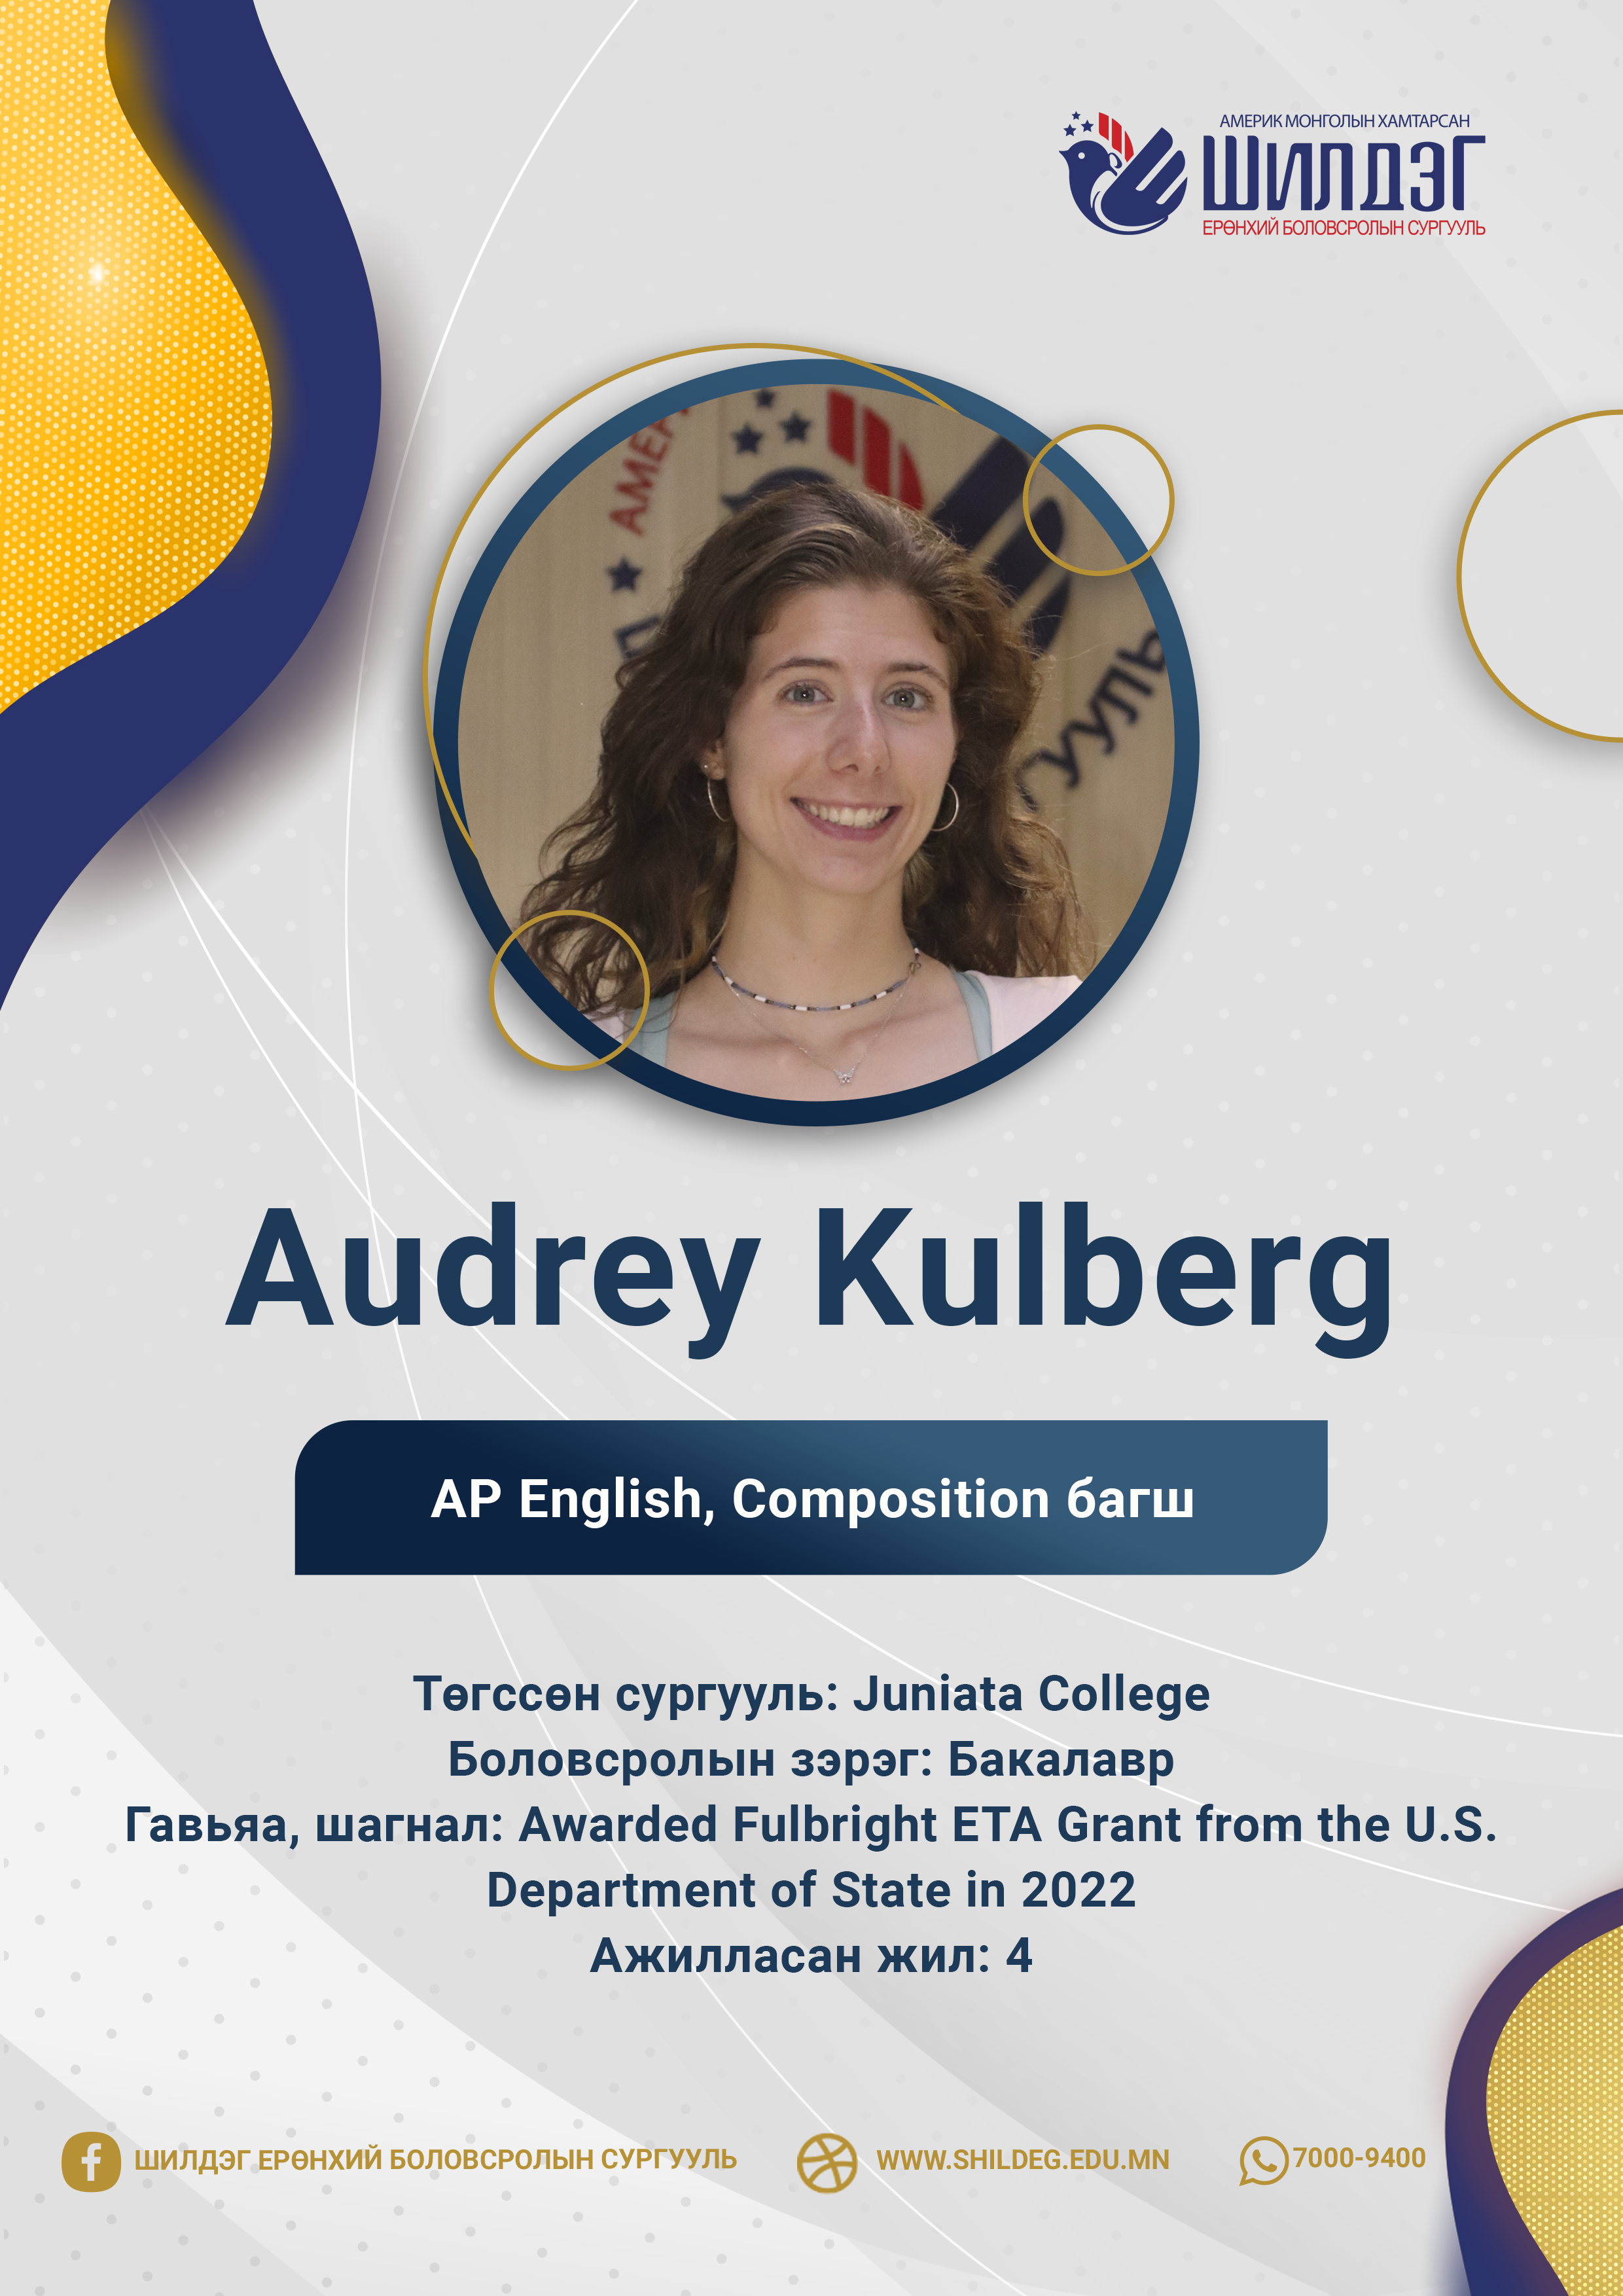 АМЕРИК МОНГОЛЫН ХАМТАРСАН
ШИЛДЭГ
ЕРӨНХИЙ БОЛОВСРОЛЫН СУРГУУЛЬ
Audrey Kulberg
AP English, Composition багш
Төгссөн сургууль: Juniata College
Боловсролын зэрэг: Бакалавр
Гавьяа, шагнал: Awarded Fulbright ETA Grant from the U.S.
Department of State in 2022
Ажилласан жил: 4
ШИЛДЭГ ЕРӨНХИЙ БОЛОВСРОЛЫН СУРГУУЛЬ
WWW.SHILDEG.EDU.MN
7000-9400